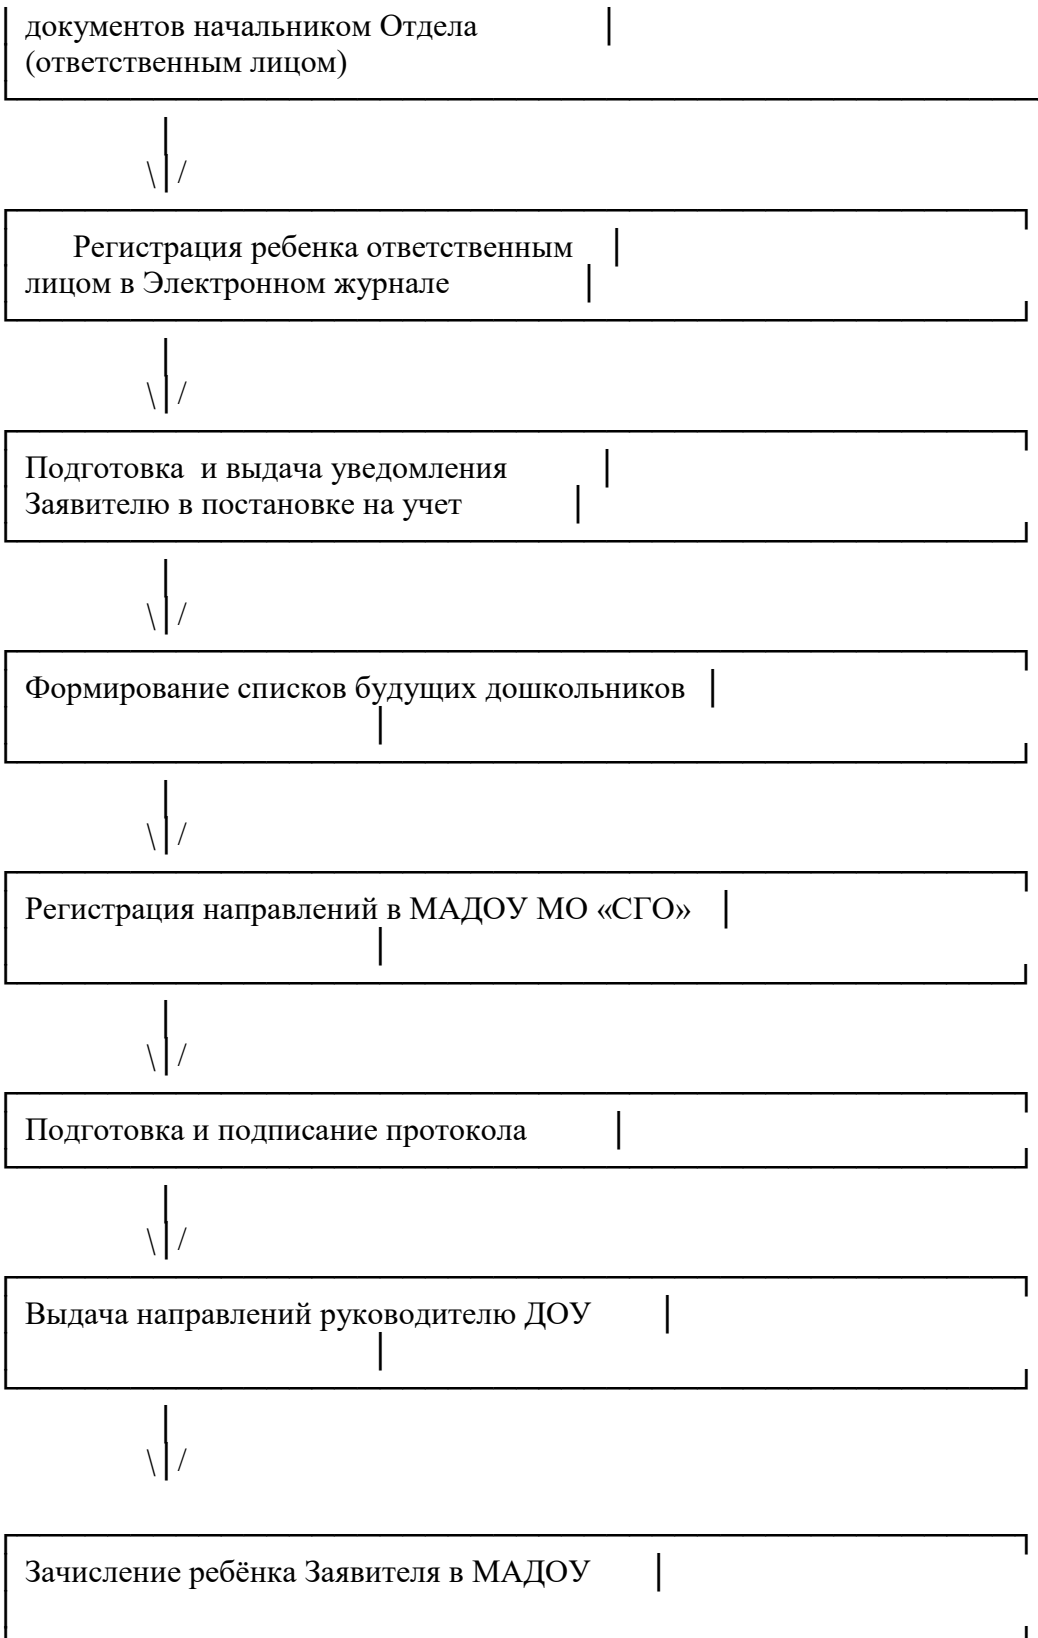 документов начальником Отдела
(ответственным лицом)
\|/
Регистрация ребенка ответственным
лицом в Электронном журнале
\|/
Подготовка и выдача уведомления
Заявителю в постановке на учет
\|/
Формирование списков будущих дошкольников
\|/
Регистрация направлений в МАДОУ МО «СГО»
\|/
Подготовка и подписание протокола
\|/
Выдача направлений руководителю ДОУ
\|/
Зачисление ребёнка Заявителя в МАДОУ